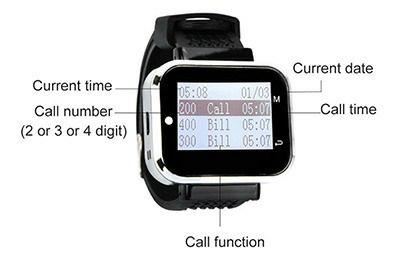 Current time
Call number
(2 or 3 or 4 digit)
Current date
Call time
Call function
05:08 01/03
200 Call 05:07
400 Bill 05:07
300 Bill 05:07
M